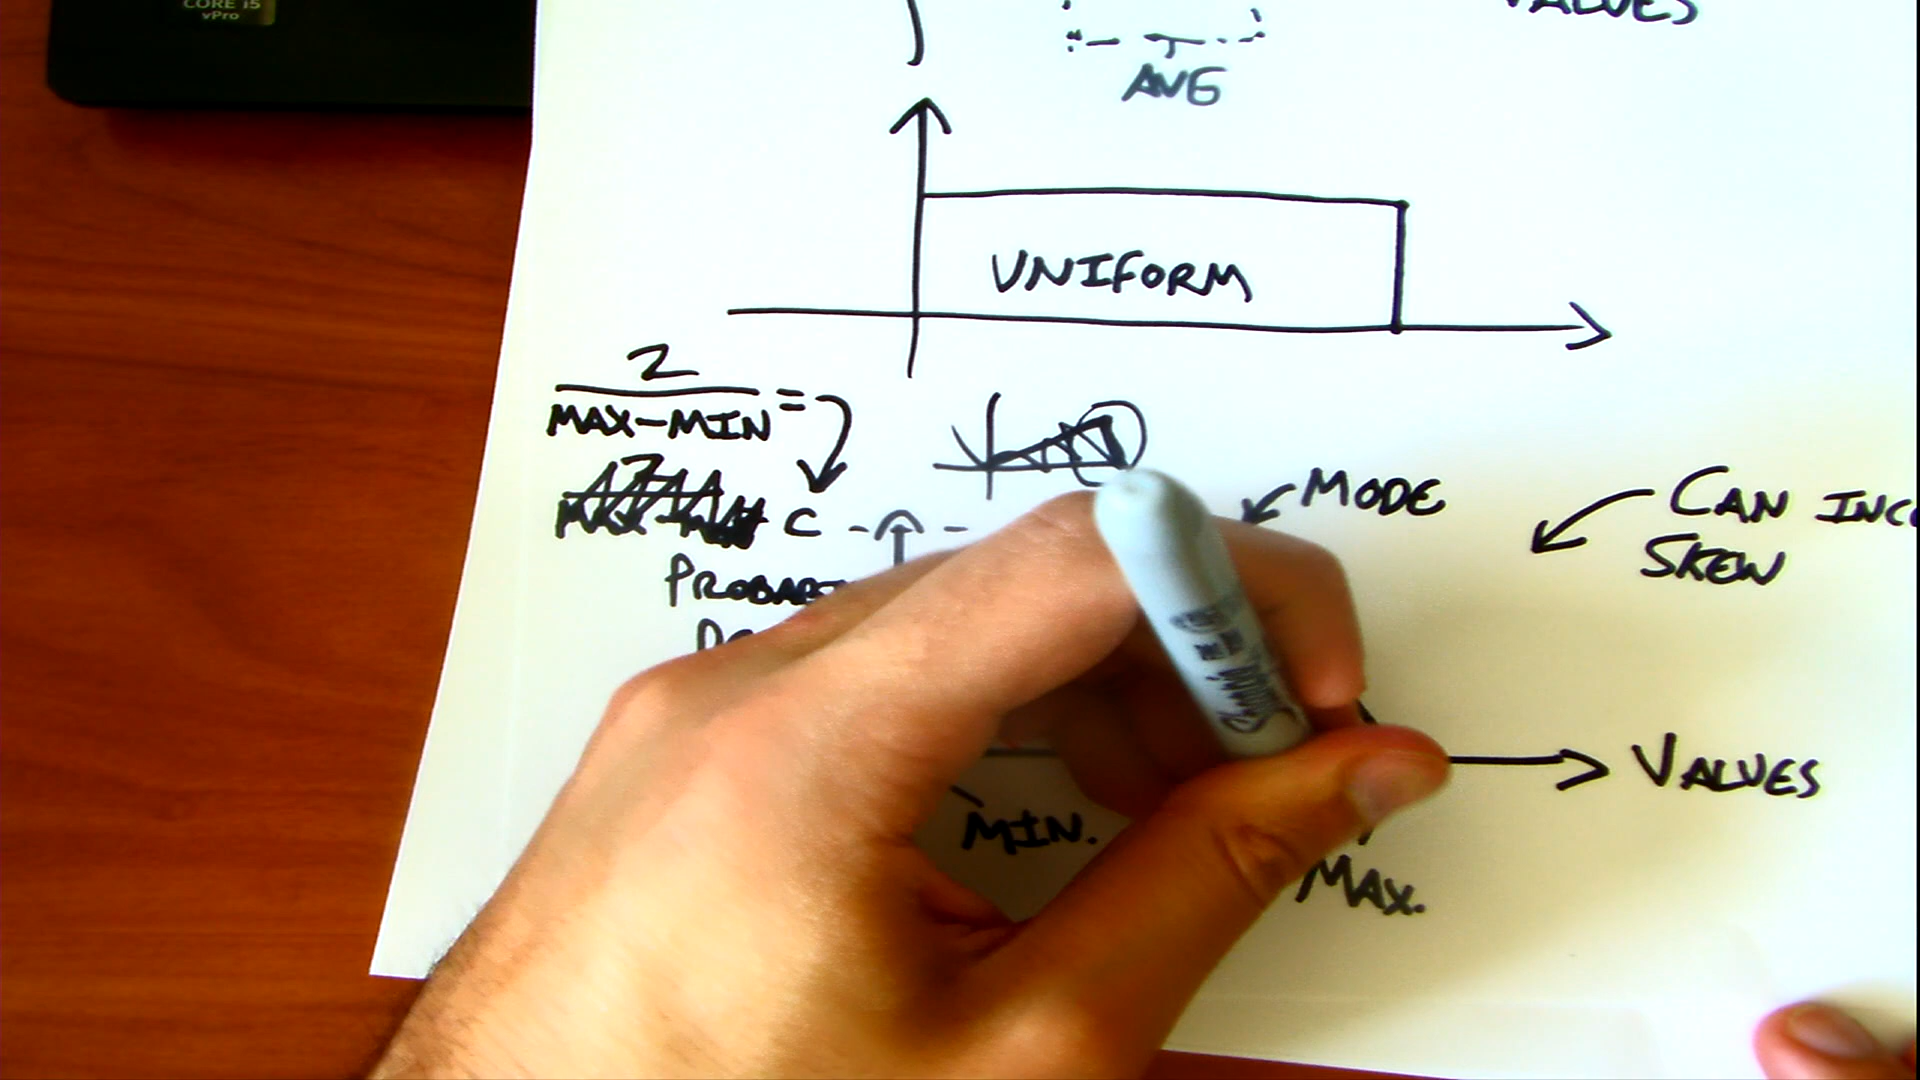 CORE i5
vPro
VALUES
AVG
UNIFORM
2
MAX-MIN =
C
MODE
CAN INC
SKEW
VALUES
MIN.
MAX.